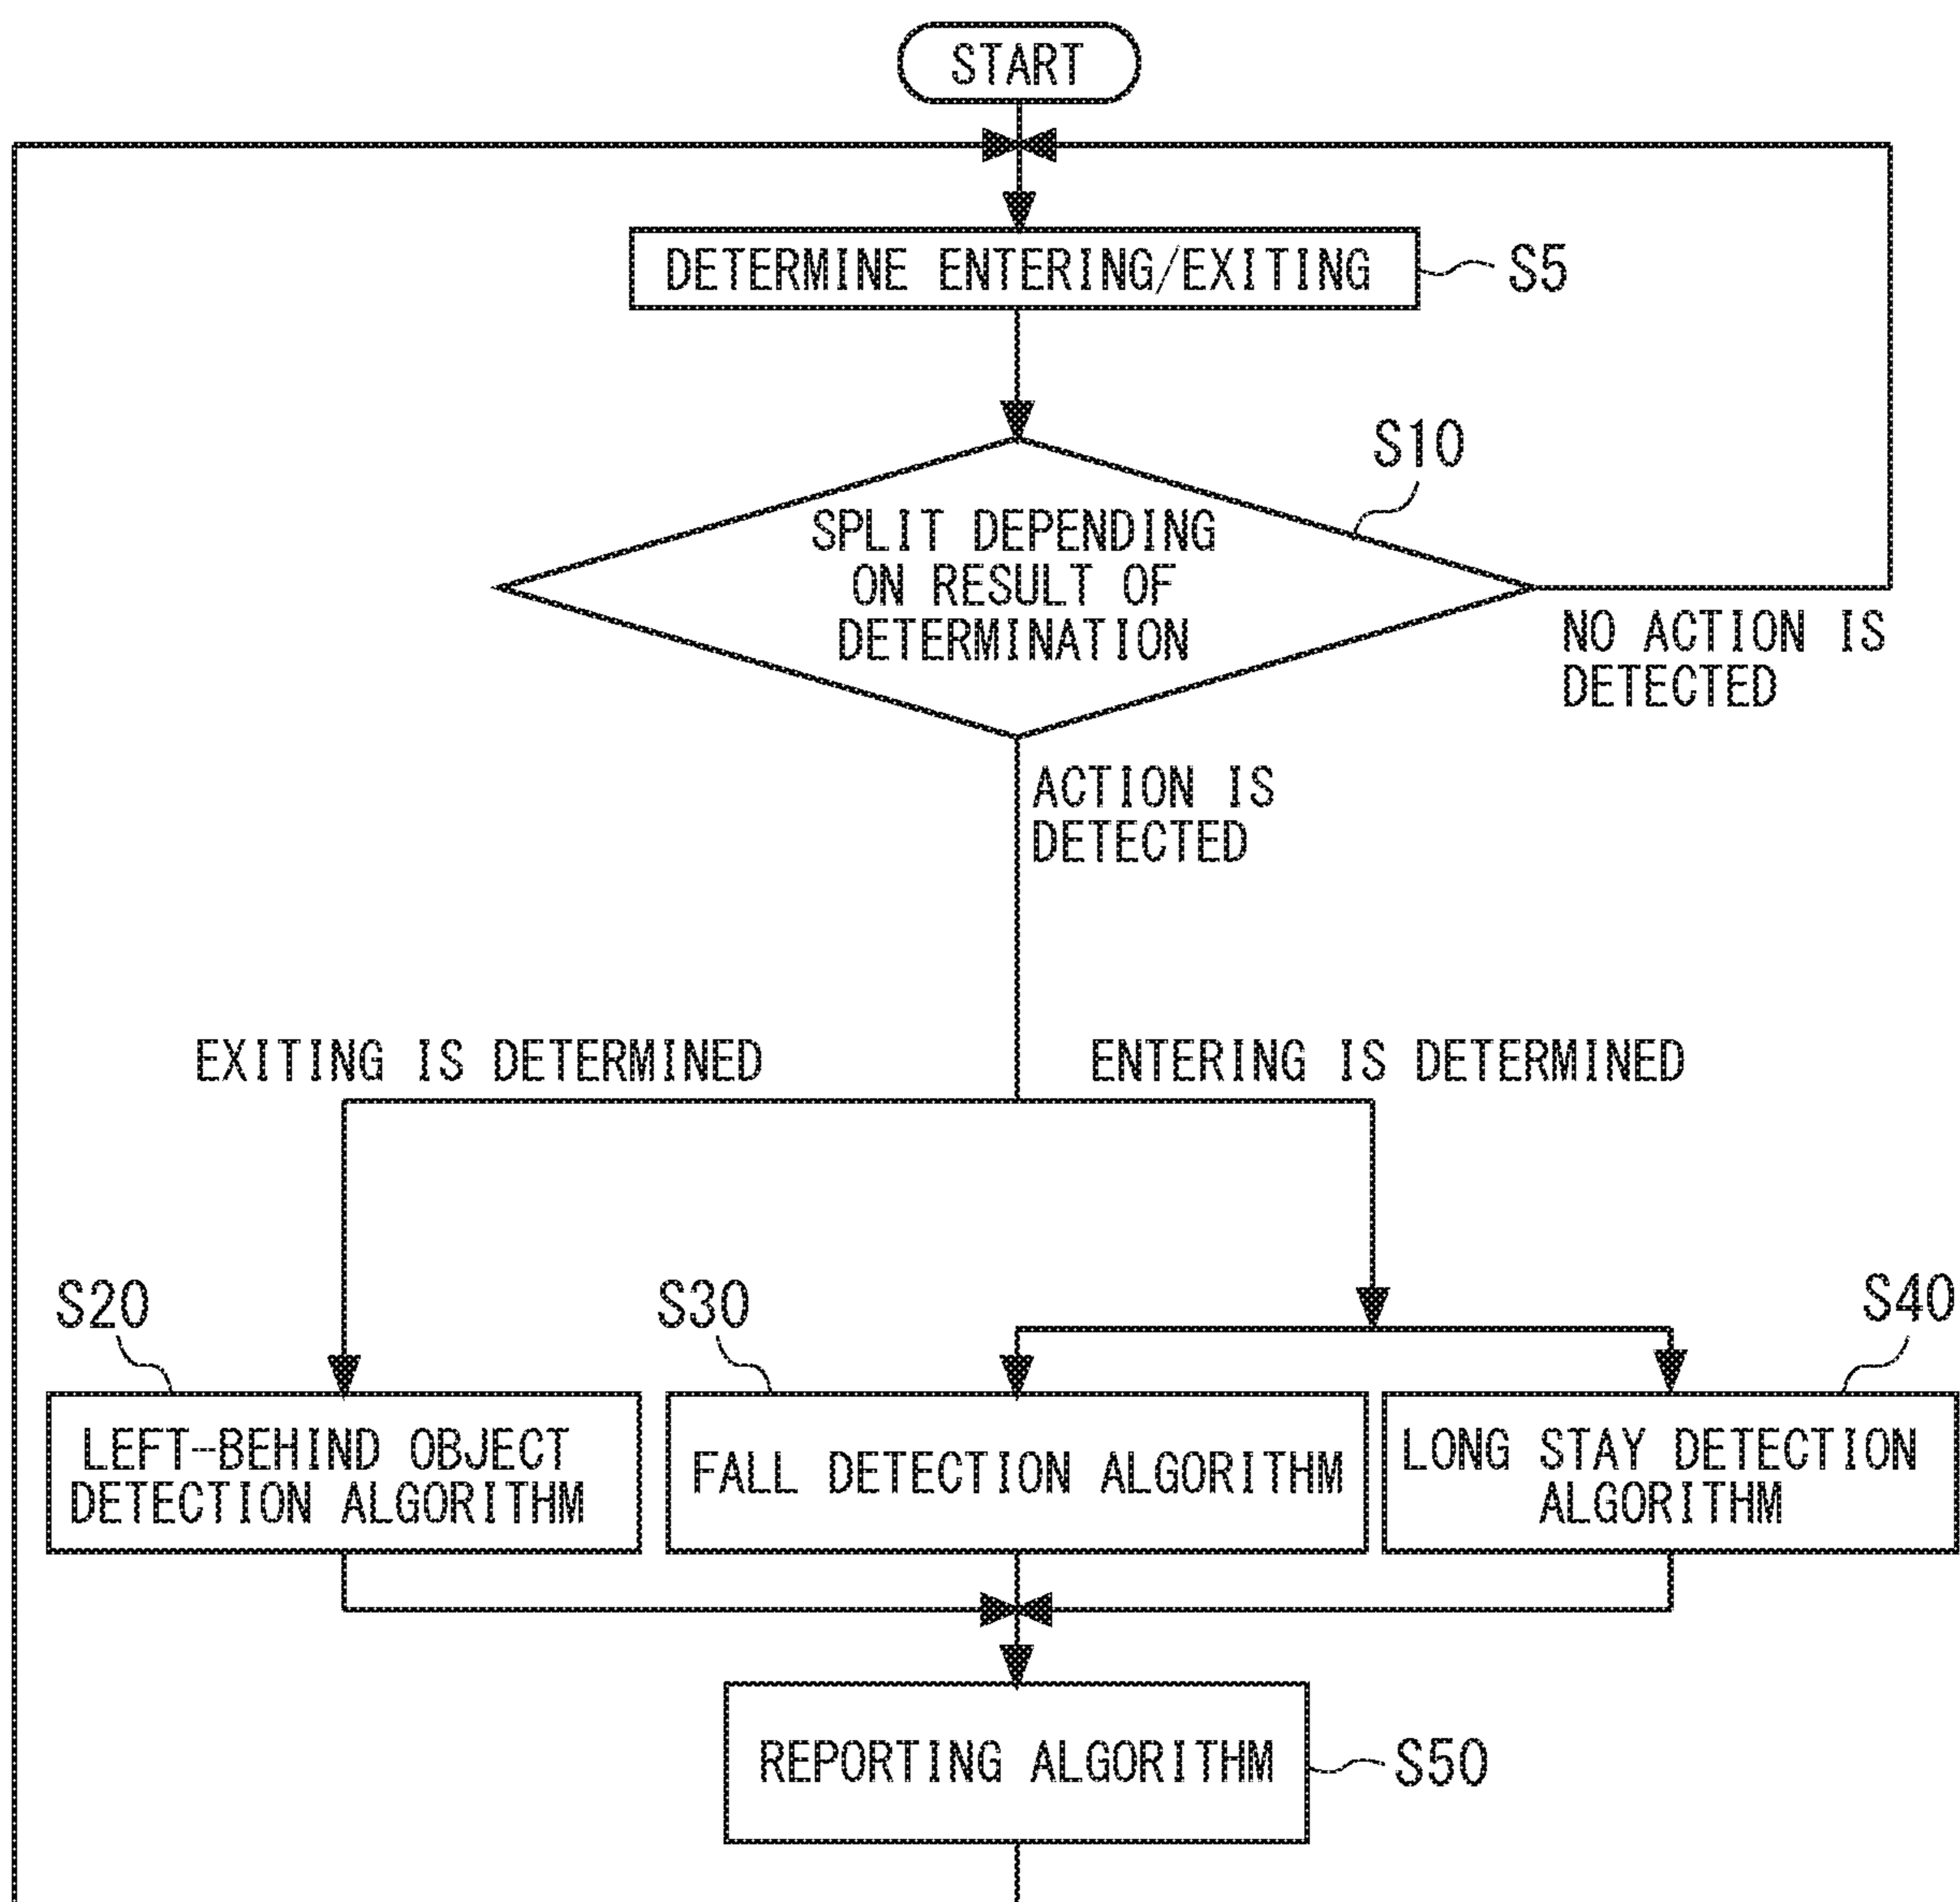 START
DETERMINE ENTERING/EXITING
S5
S10
SPLIT DEPENDING
ON RESULT OF
DETERMINATION
NO ACTION IS
DETECTED
ACTION IS
DETECTED
EXITING IS DETERMINED
ENTERING IS DETERMINED
S20
S30
S40
LEFT-BEHIND OBJECT
DETECTION ALGORITHM
FALL DETECTION ALGORITHM
LONG STAY DETECTION
ALGORITHM
REPORTING ALGORITHM
S50